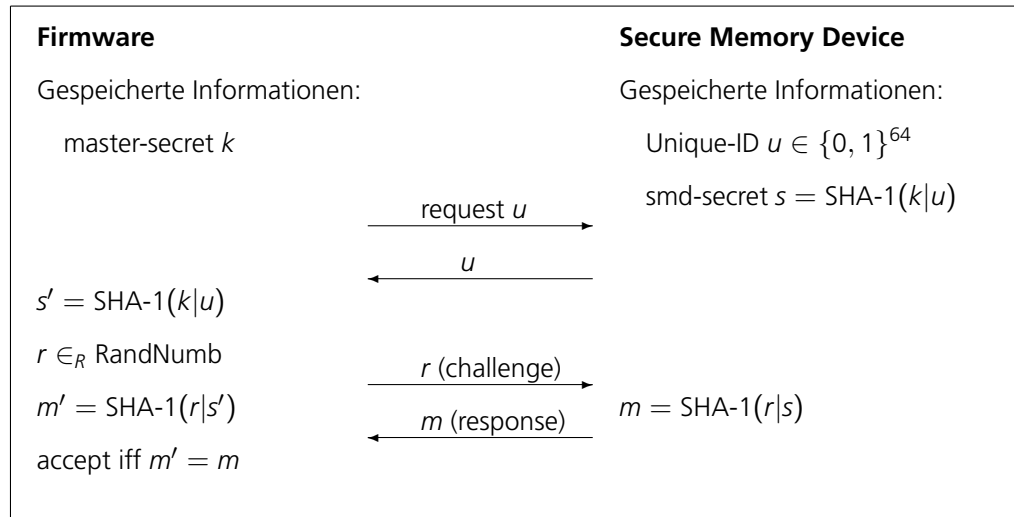 Firmware
Secure Memory Device
Gespeicherte Informationen:
Gespeicherte Informationen:
master-secret k
Unique-ID u ∈ {0, 1}^64
smd-secret s = SHA-1(k|u)
request u
u
s′ = SHA-1(k|u)
r ∈_R RandNumb
r (challenge)
m′ = SHA-1(r|s′)
m = SHA-1(r|s)
m (response)
accept iff m′ = m